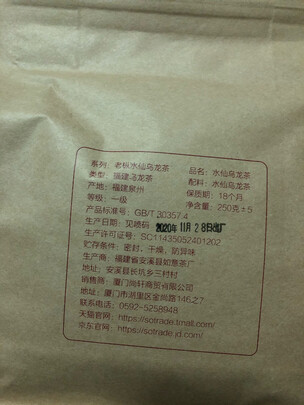 系列：老枞水仙乌龙茶 品名：水仙乌龙茶
类型：福建乌龙茶 配料：水仙乌龙茶
产地：福建泉州 保质期：18个月
等级：一级 净含量：250克±5
产品标准号：GB/T 30357.4
生产日期：见喷码 2020年11月28日出厂
生产许可证号：SC11435052401202
贮存条件：密封、干燥、防异味
生产商：福建省安溪县如意茶厂
地址：安溪县长坑乡三村村
销售商：厦门尚轩商贸有限公司
地址：厦门市湖里区金尚路146-27
联系电话：0592-5258948
天猫官网：https://sotrade.tmall.com/
京东官网：https://sotrade.jd.com/